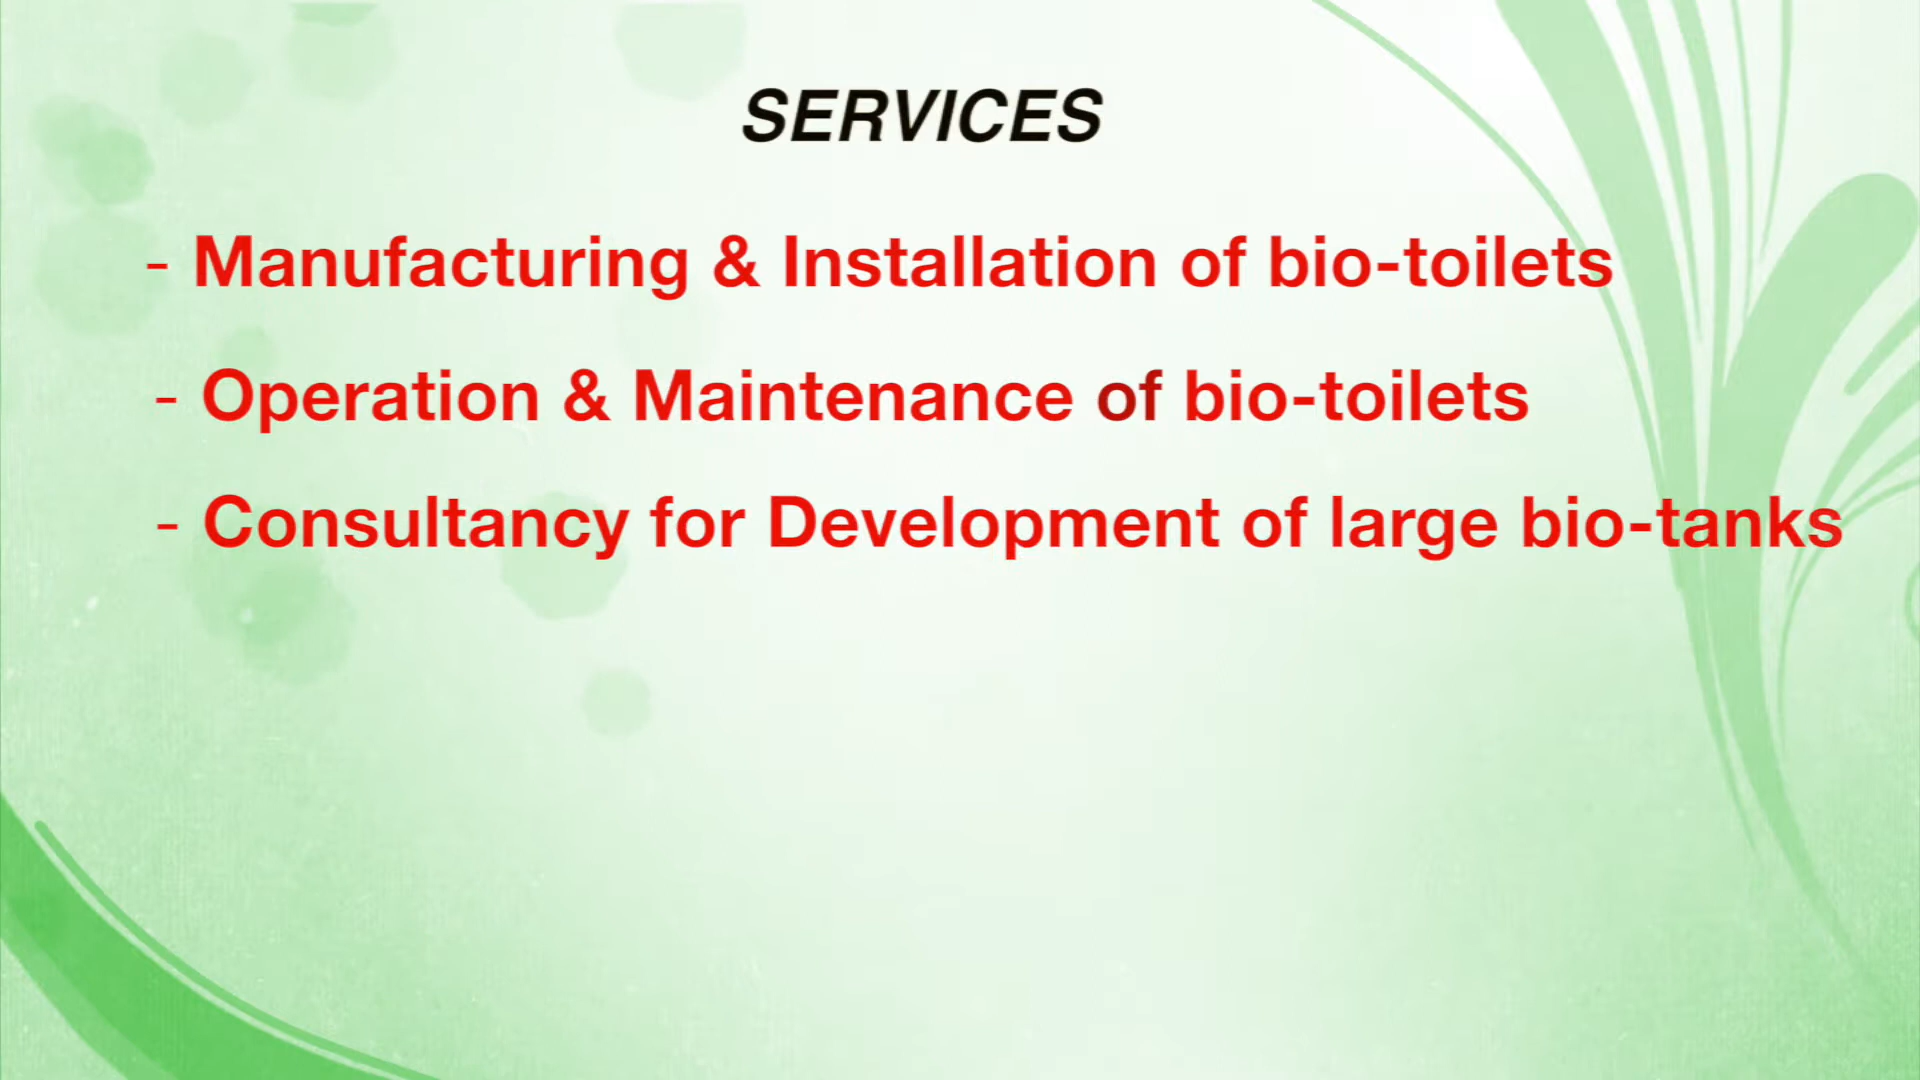 SERVICES
- Manufacturing & Installation of bio-toilets
- Operation & Maintenance of bio-toilets
- Consultancy for Development of large bio-tanks